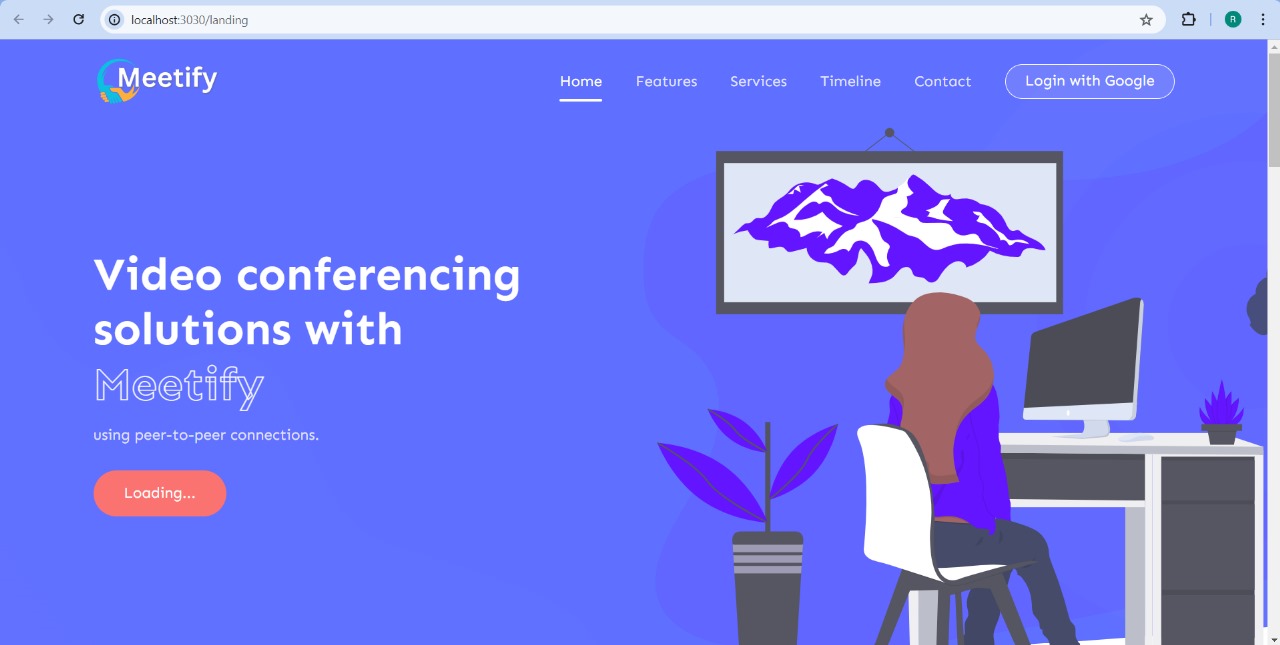 localhost:3030/landing
R
Meetify
Home
Features
Services
Timeline
Contact
Login with Google
Video conferencing
solutions with
Meetify
using peer-to-peer connections.
Loading...